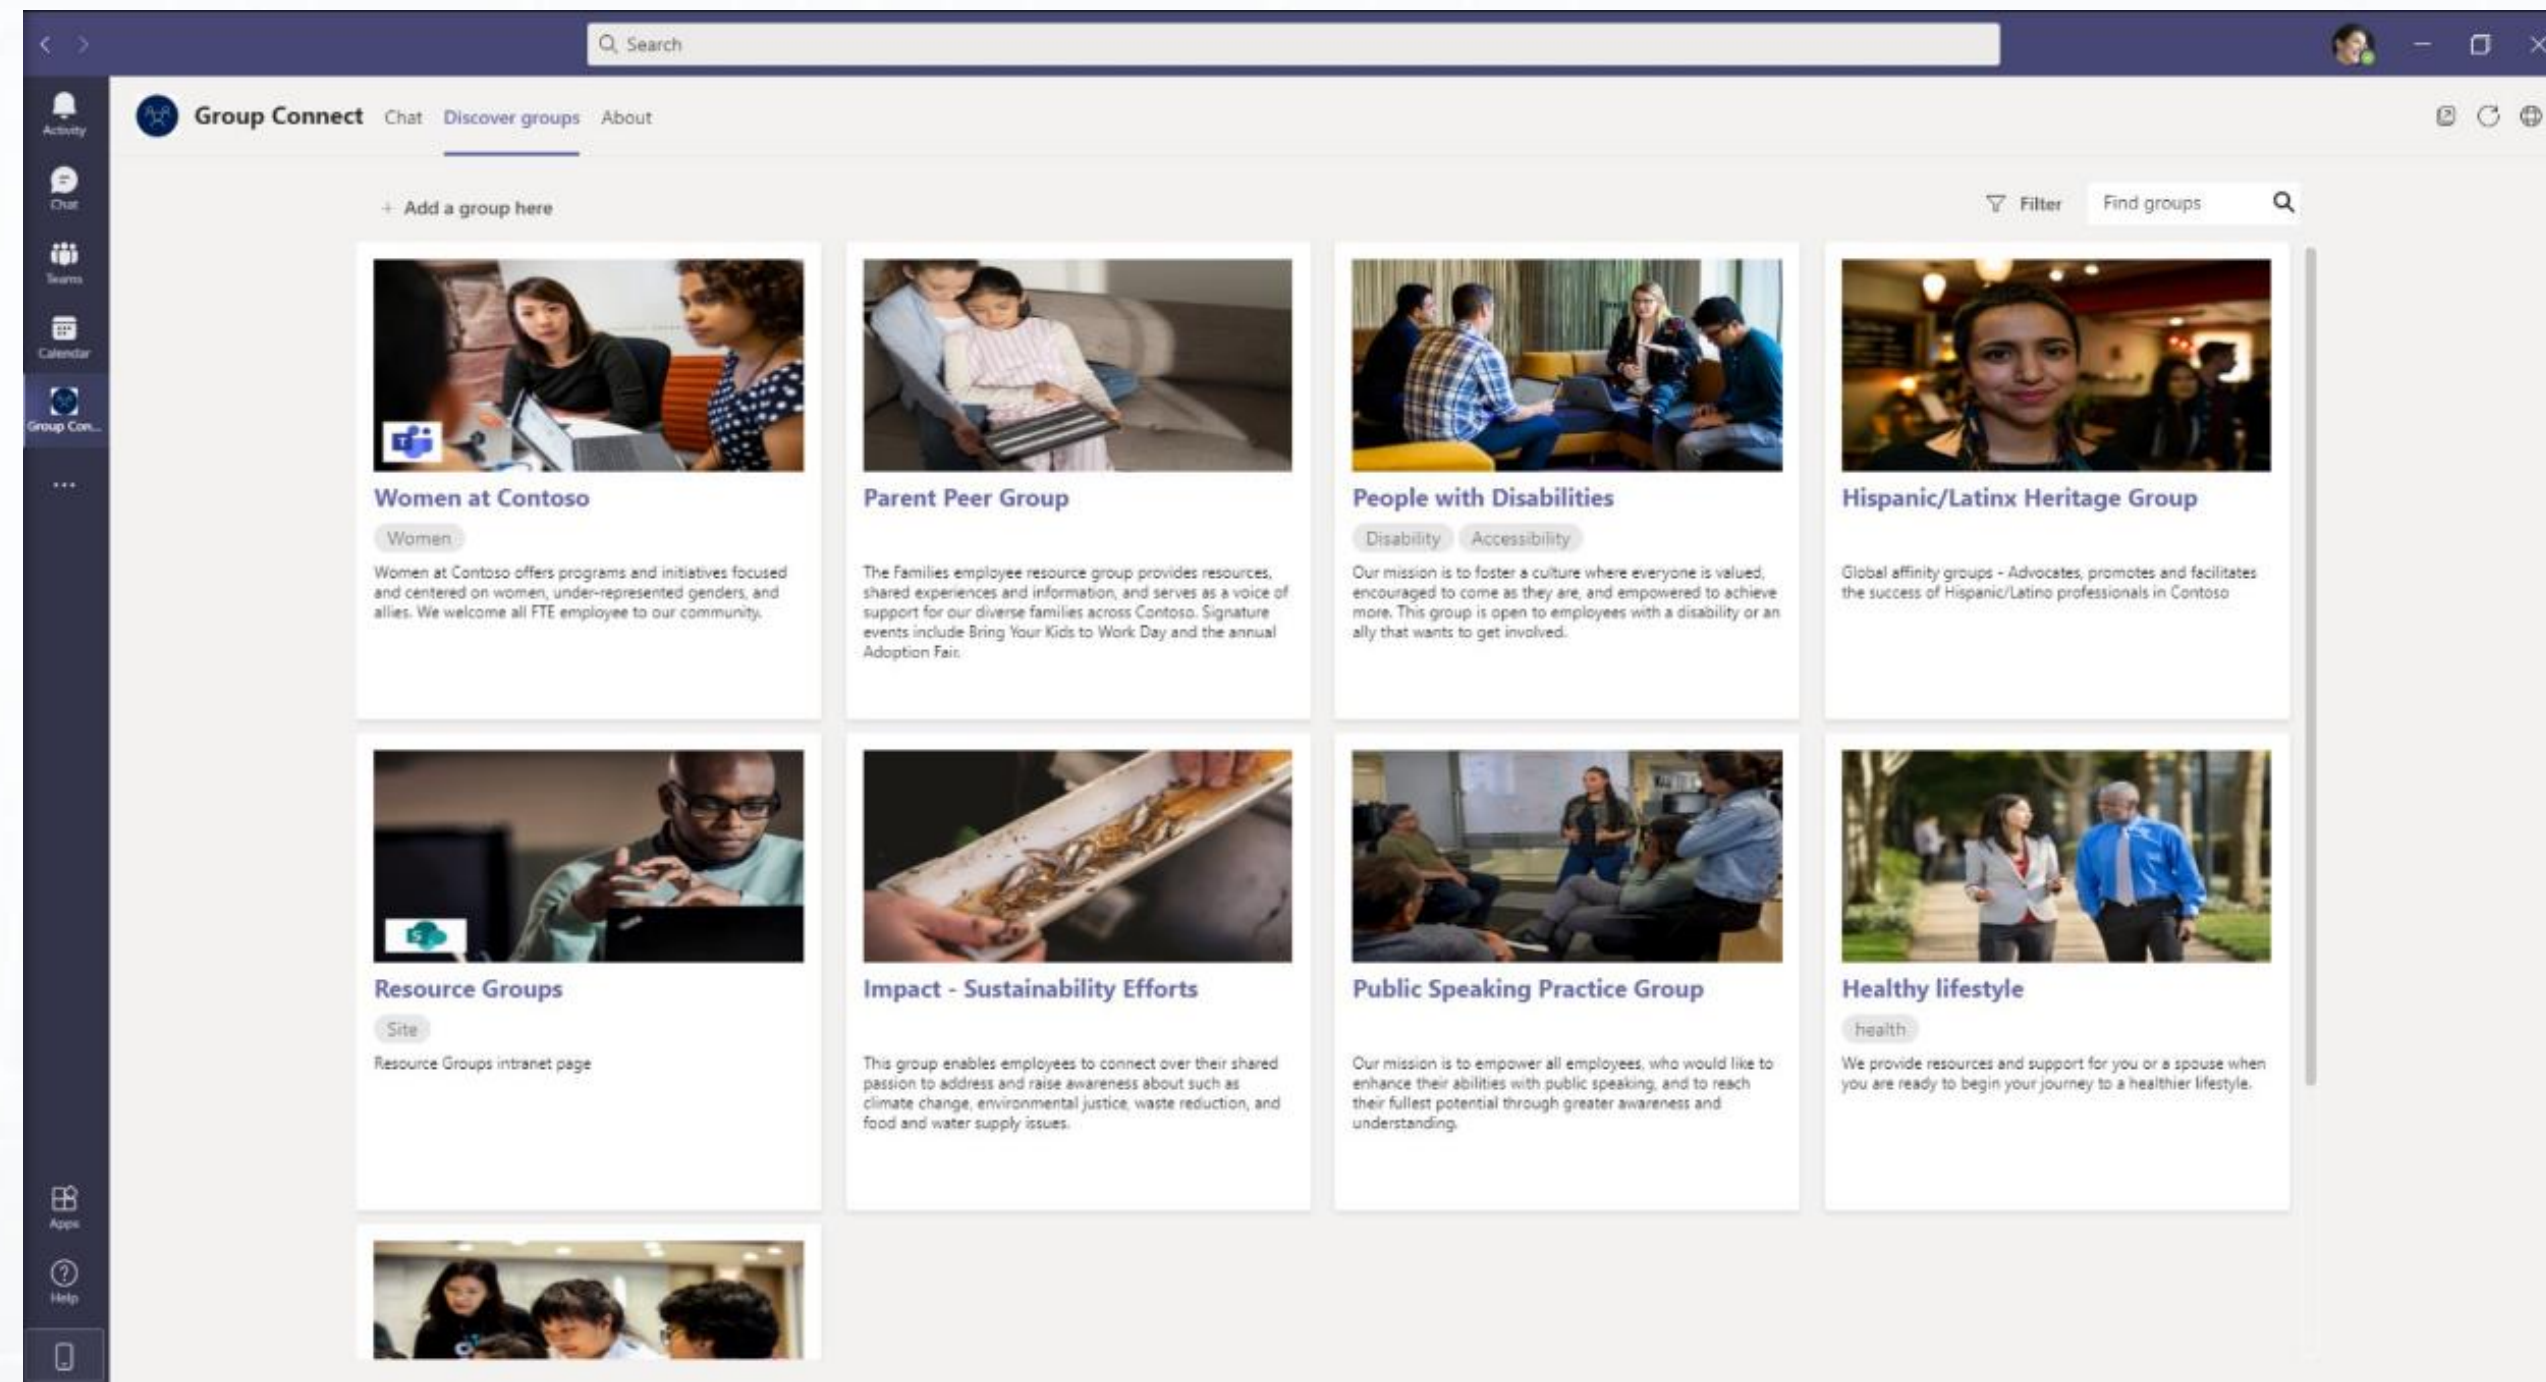 Search
Activity
Chat
Teams
Calendar
Group Con...
Apps
Help
Group Connect Chat Discover groups About
+ Add a group here
Filter
Find groups
Women at Contoso
Women
Women at Contoso offers programs and initiatives focused
and centered on women, under-represented genders, and
allies. We welcome all FTE employee to our community.
Parent Peer Group
The Families employee resource group provides resources,
shared experiences and information, and serves as a voice of
support for our diverse families across Contoso. Signature
events include Bring Your Kids to Work Day and the annual
Adoption Fair.
People with Disabilities
Disability Accessibility
Our mission is to foster a culture where everyone is valued,
encouraged to come as they are, and empowered to achieve
more. This group is open to employees with a disability or an
ally that wants to get involved.
Hispanic/Latinx Heritage Group
Global affinity groups - Advocates, promotes and facilitates
the success of Hispanic/Latino professionals in Contoso
Resource Groups
Site
Resource Groups intranet page
Impact - Sustainability Efforts
This group enables employees to connect over their shared
passion to address and raise awareness about such as
climate change, environmental justice, waste reduction, and
food and water supply issues.
Public Speaking Practice Group
Our mission is to empower all employees, who would like to
enhance their abilities with public speaking, and to reach
their fullest potential through greater awareness and
understanding.
Healthy lifestyle
health
We provide resources and support for you or a spouse when
you are ready to begin your journey to a healthier lifestyle.